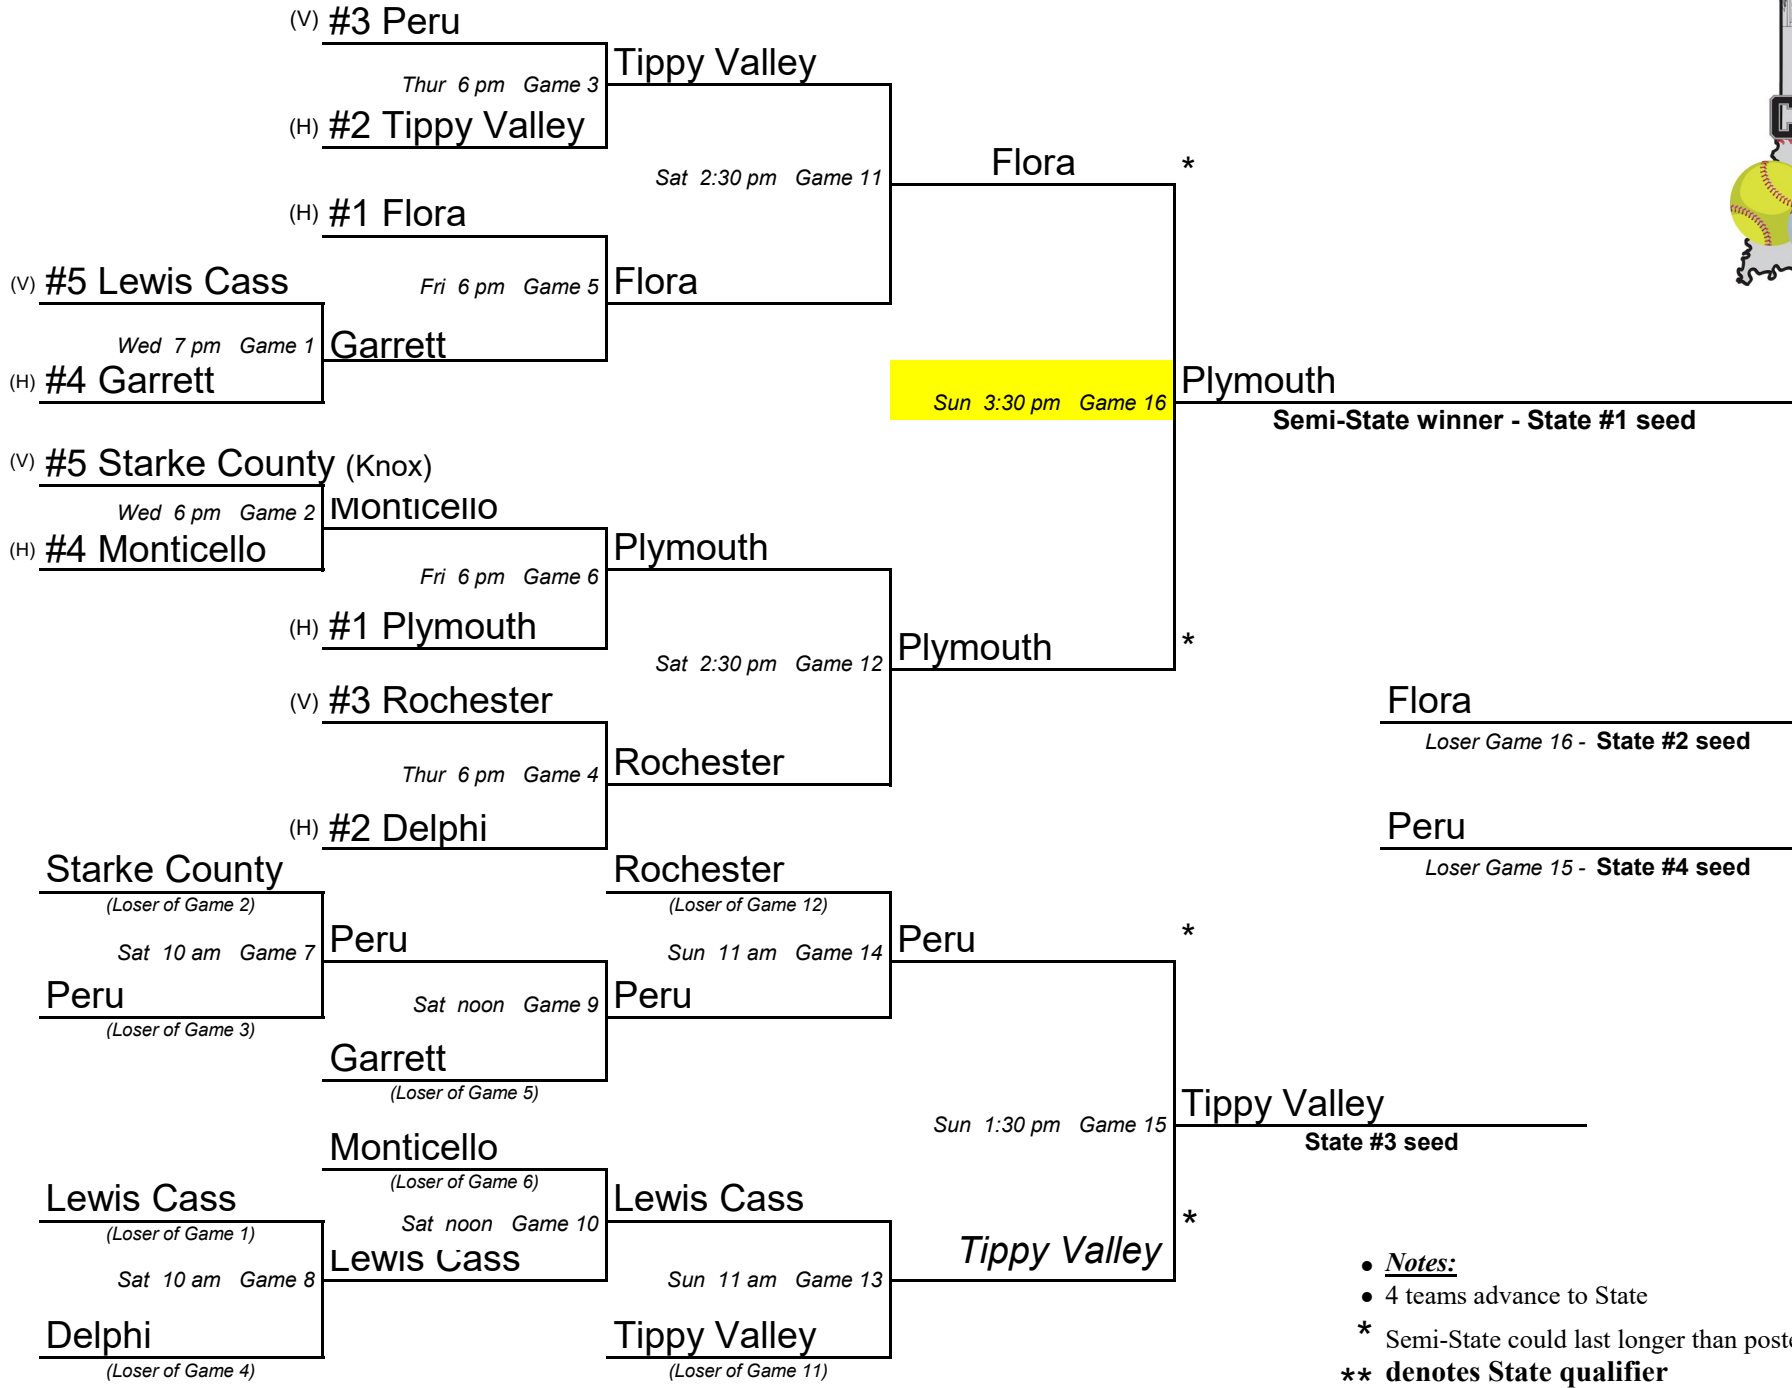 (V) #3 Peru
Tippy Valley
Thur 6 pm Game 3
(H) #2 Tippy Valley
Flora *
Sat 2:30 pm Game 11
(H) #1 Flora
(V) #5 Lewis Cass
Fri 6 pm Game 5 Flora
Wed 7 pm Game 1 Garrett
(H) #4 Garrett
Plymouth
Sun 3:30 pm Game 16
Semi-State winner - State #1 seed
(V) #5 Starke County (Knox)
Wed 6 pm Game 2 Monticello
(H) #4 Monticello
Plymouth
Fri 6 pm Game 6
(H) #1 Plymouth
Plymouth *
Sat 2:30 pm Game 12
(V) #3 Rochester
Flora
Loser Game 16 - State #2 seed
Rochester
Thur 6 pm Game 4
(H) #2 Delphi
Peru
Loser Game 15 - State #4 seed
Starke County
(Loser of Game 2)
Rochester
(Loser of Game 12)
Sat 10 am Game 7 Peru
Sun 11 am Game 14 Peru *
Peru
(Loser of Game 3)
Sat noon Game 9 Peru
Garrett
(Loser of Game 5)
Tippy Valley
Sun 1:30 pm Game 15
State #3 seed
Monticello
(Loser of Game 6)
Lewis Cass
(Loser of Game 1)
Lewis Cass
Sat noon Game 10
*
Tippy Valley
Sat 10 am Game 8 Lewis Cass
Sun 11 am Game 13
Delphi
(Loser of Game 4)
Tippy Valley
(Loser of Game 11)
• Notes:
• 4 teams advance to State
* Semi-State could last longer than
** denotes State qualifier